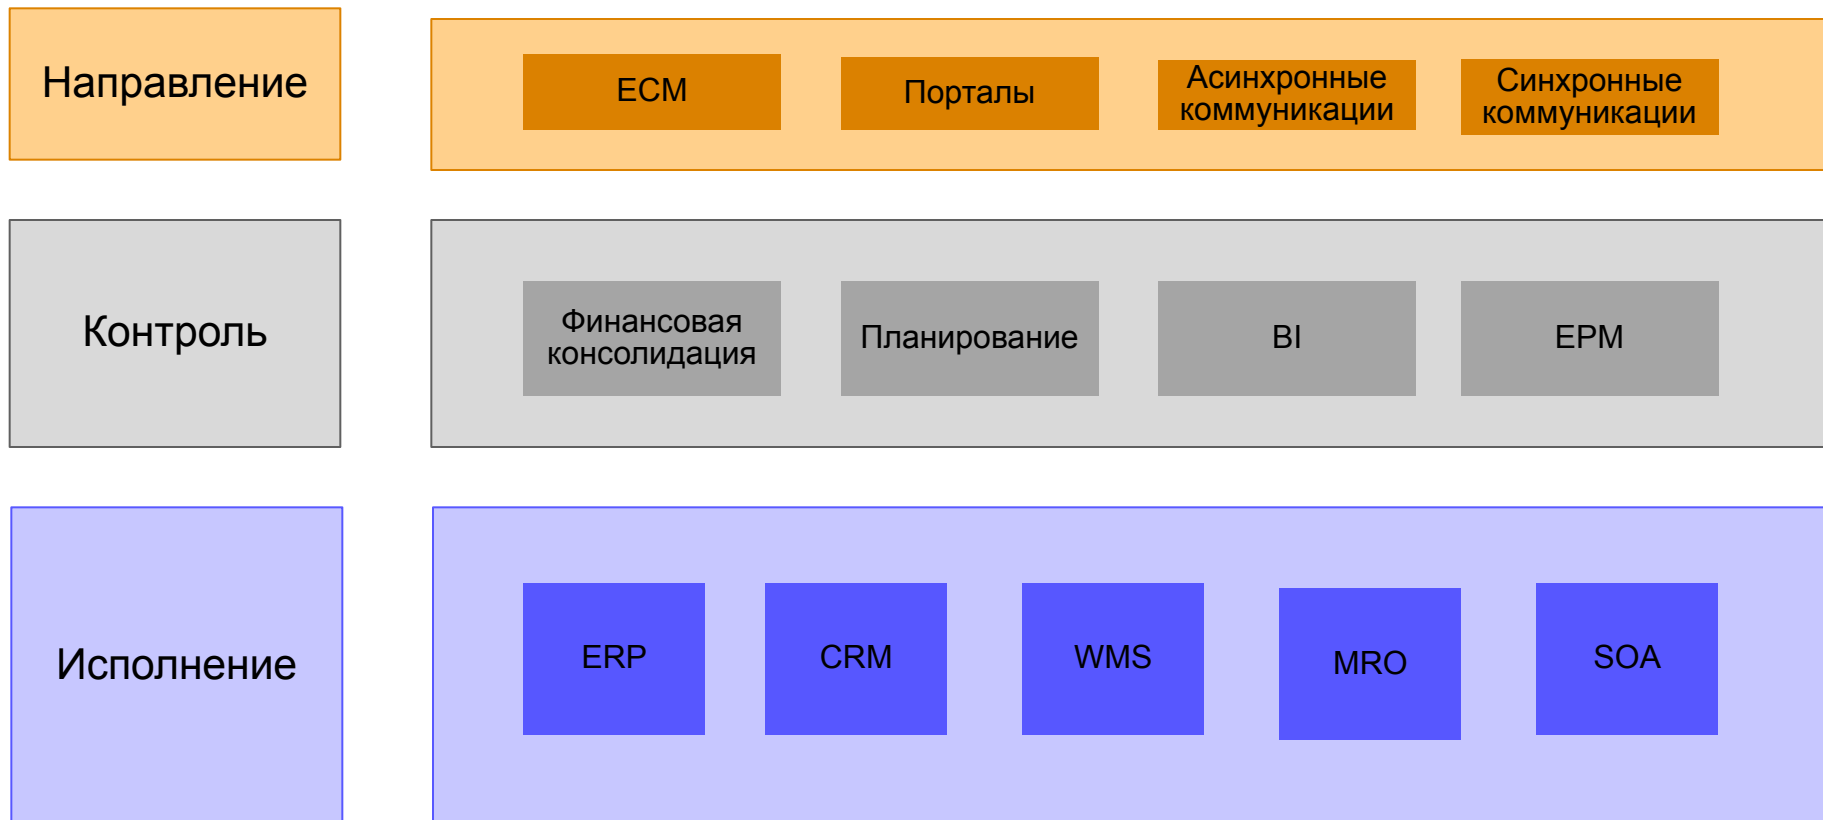 Направление
ECM
Порталы
Асинхронные
коммуникации
Синхронные
коммуникации
Контроль
Финансовая
консолидация
Планирование
BI
EPM
Исполнение
ERP
CRM
WMS
MRO
SOA